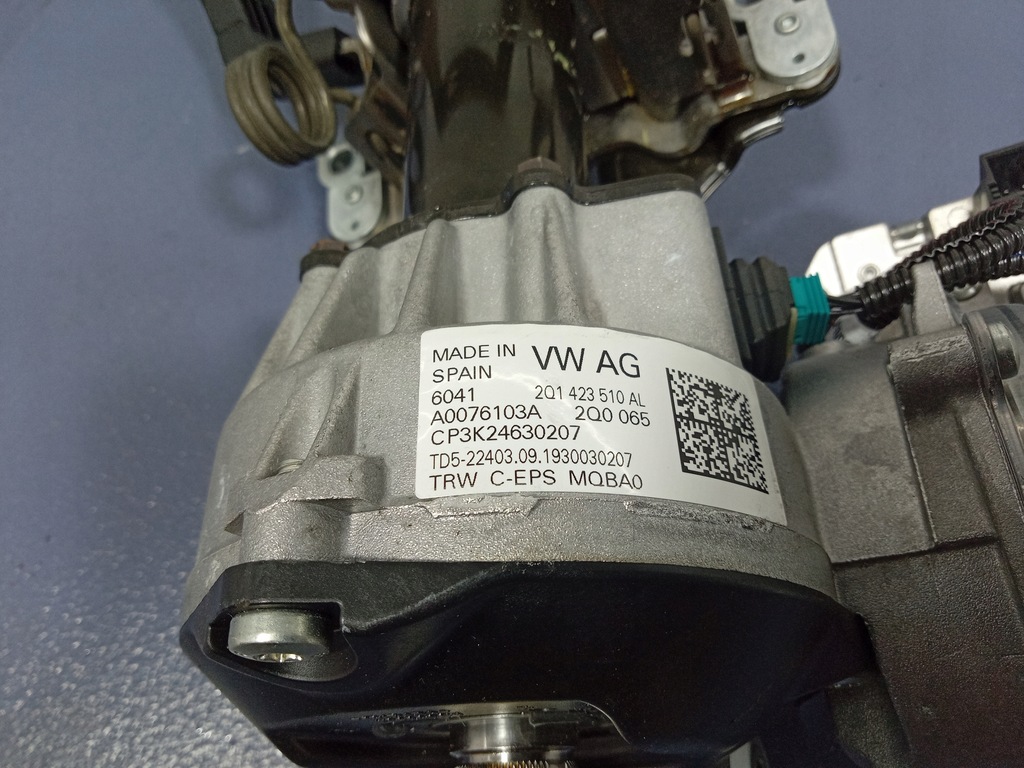 MADE IN SPAIN VW AG
6041 2Q1 423 510 AL
A0076103A 2Q0 065
CP3K24630207
TD5-22403.09.1930030207
TRW C-EPS MQBA0